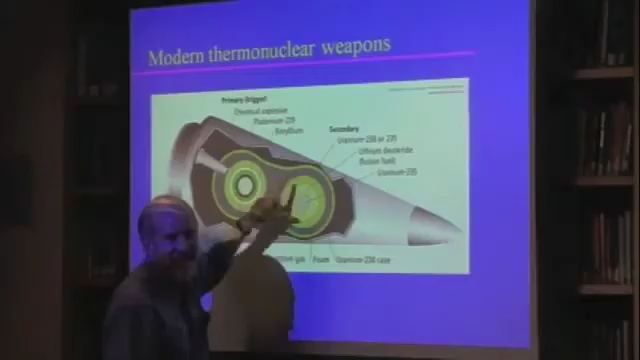 Modern thermonuclear weapons
Primary (trigger)
Chemical explosive
Plutonium-239
Beryllium
Secondary
Uranium-238 or 235
Lithium deuteride
(fusion fuel)
Uranium-235
gas
Foam
Uranium-238 case